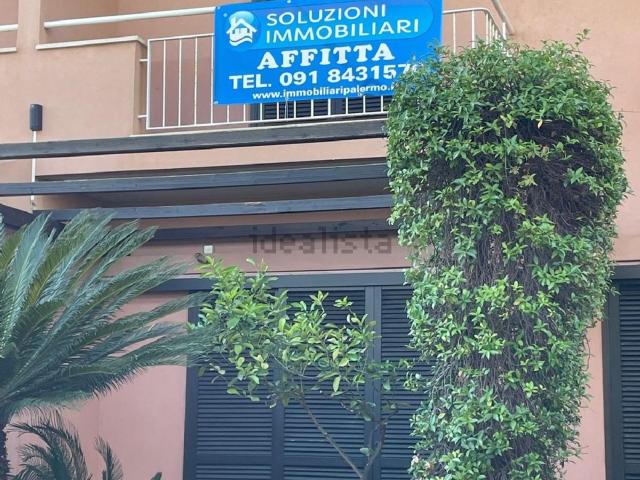 SOLUZIONI
IMMOBILIARI
AFFITTA
TEL. 091 843157
www.immobiliaripalermo.
idealista